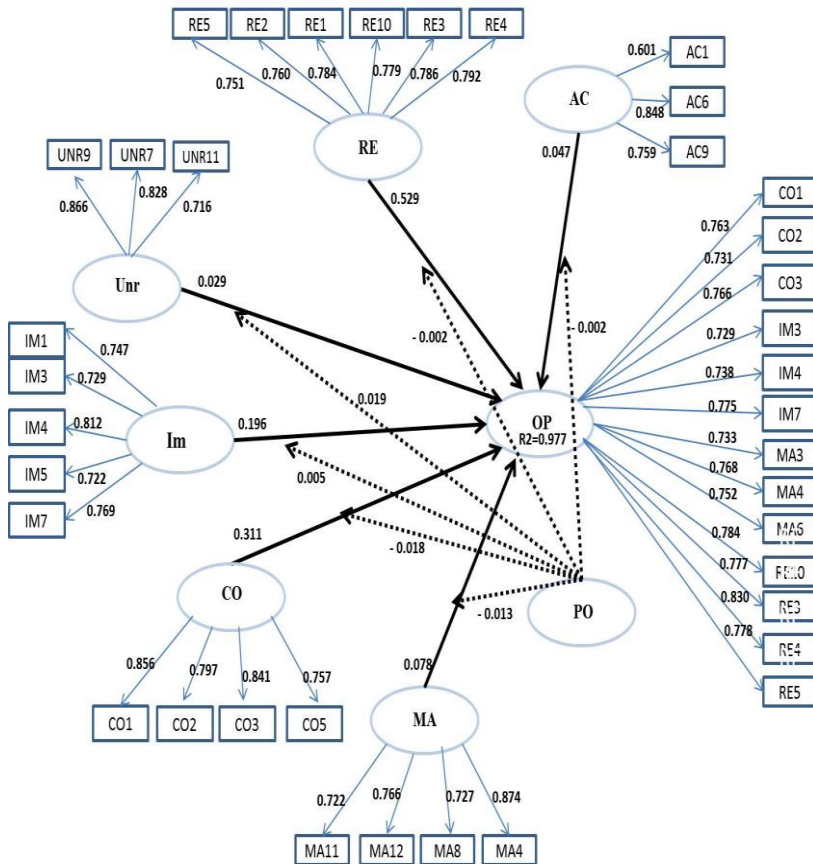 RE5 RE2 RE1 RE10 RE3 RE4
0.751 0.760 0.784 0.779 0.786 0.792
RE
0.601 AC1
AC 0.848 AC6
0.759 AC9
0.047
UNR9 UNR7 UNR11
0.866 0.828 0.716
Unr
0.529
0.029
CO1
0.763
CO2
0.731
CO3
0.766
IM3
0.729
IM4
0.738
IM7
0.775
MA3
0.733
MA4
0.768
MA6
0.752
0.784
0.777
RE3
0.830
RE4
0.778
RE5
- 0.002
- 0.002
0.019
0.005
- 0.018
- 0.013
OP
R2=0.977
PO
IM1
0.747
IM3
0.729
IM4
0.812
Im
0.196
IM5
0.722
IM7
0.769
0.311
CO
0.856 0.797 0.841 0.757
CO1 CO2 CO3 CO5
0.078
MA
0.722 0.766 0.727 0.874
MA11 MA12 MA8 MA4